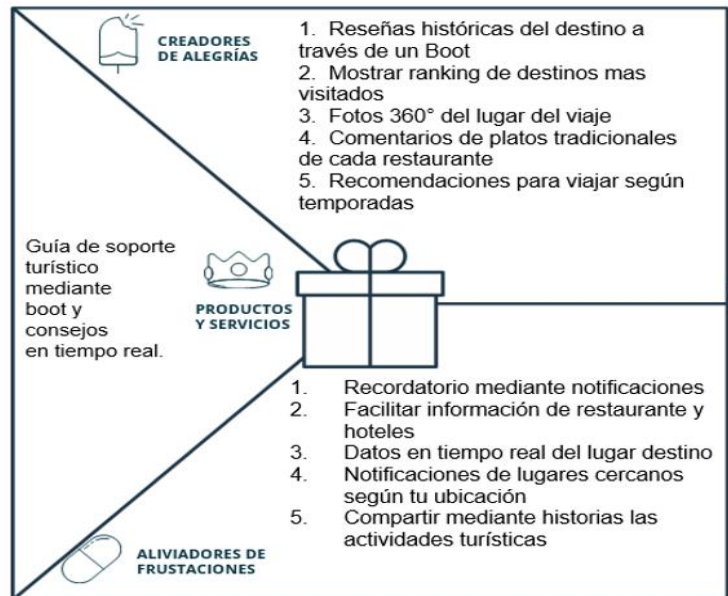 CREADORES
DE ALEGRÍAS
1. Reseñas históricas del destino a
través de un Boot
2. Mostrar ranking de destinos mas
visitados
3. Fotos 360° del lugar del viaje
4. Comentarios de platos tradicionales
de cada restaurante
5. Recomendaciones para viajar según
temporadas
Guía de soporte
turístico
mediante
boot y
consejos
en tiempo real.
PRODUCTOS
Y SERVICIOS
1. Recordatorio mediante notificaciones
2. Facilitar información de restaurante y
hoteles
3. Datos en tiempo real del lugar destino
4. Notificaciones de lugares cercanos
según tu ubicación
5. Compartir mediante historias las
actividades turísticas
ALIVIADORES DE
FRUSTACIONES